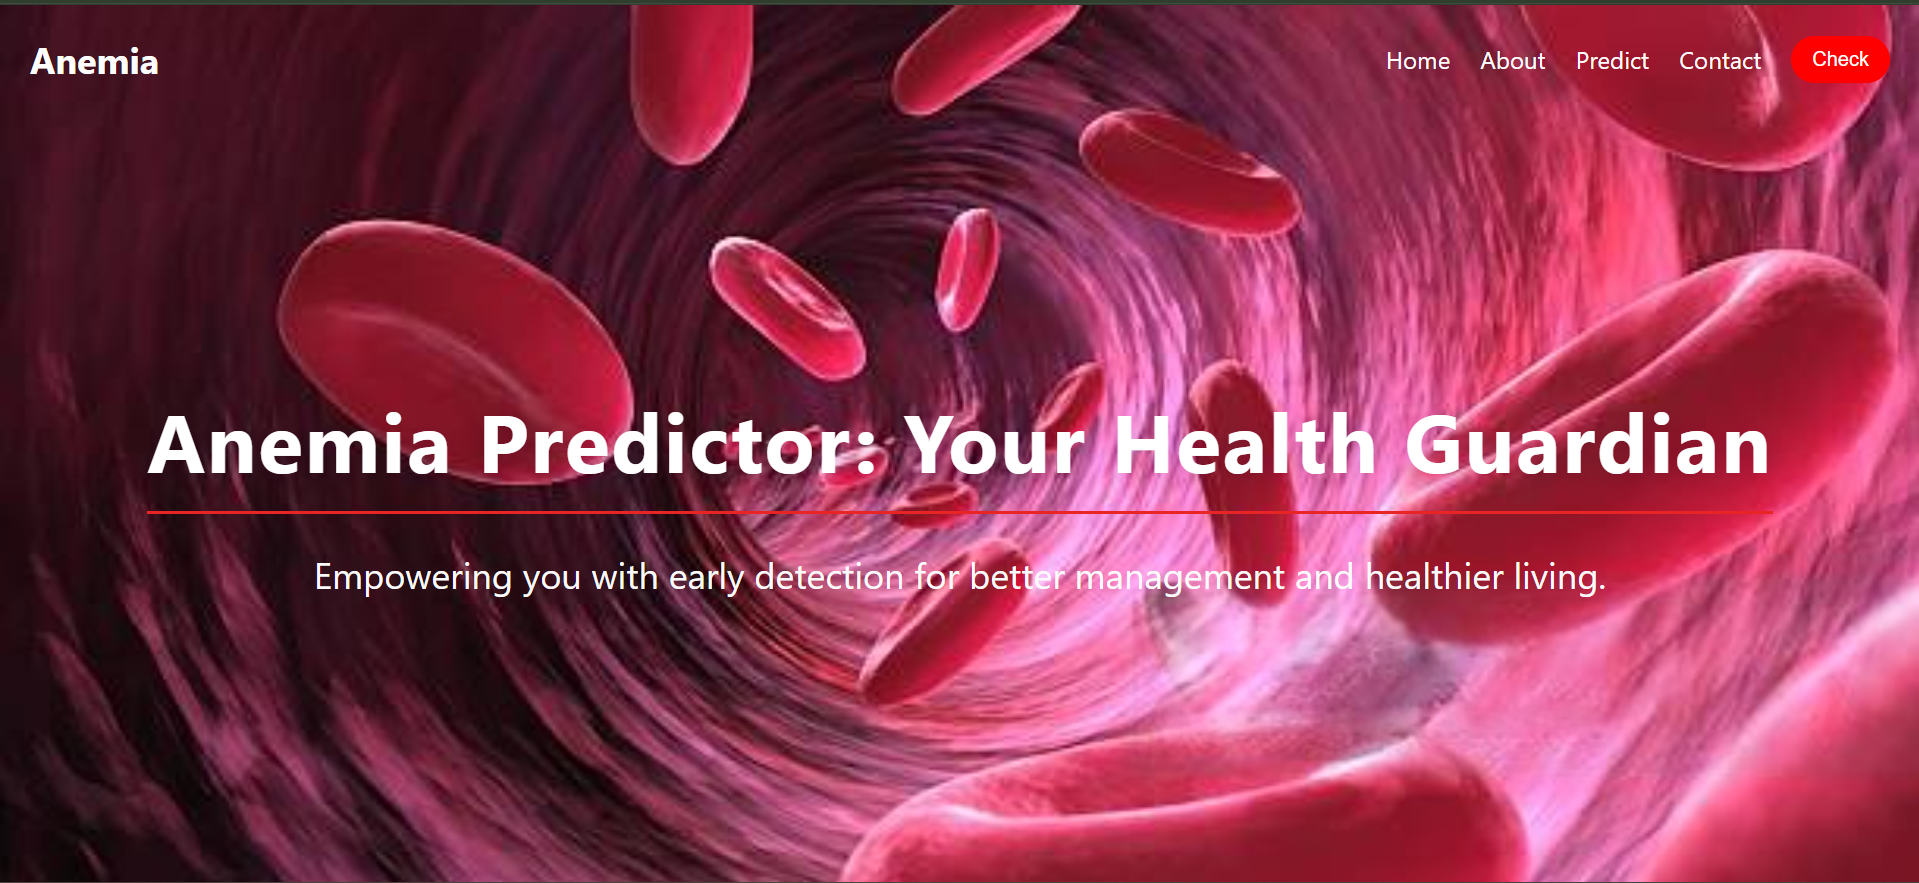 Anemia
Home About Predict Contact Check
Anemia Predictor: Your Health Guardian
Empowering you with early detection for better management and healthier living.